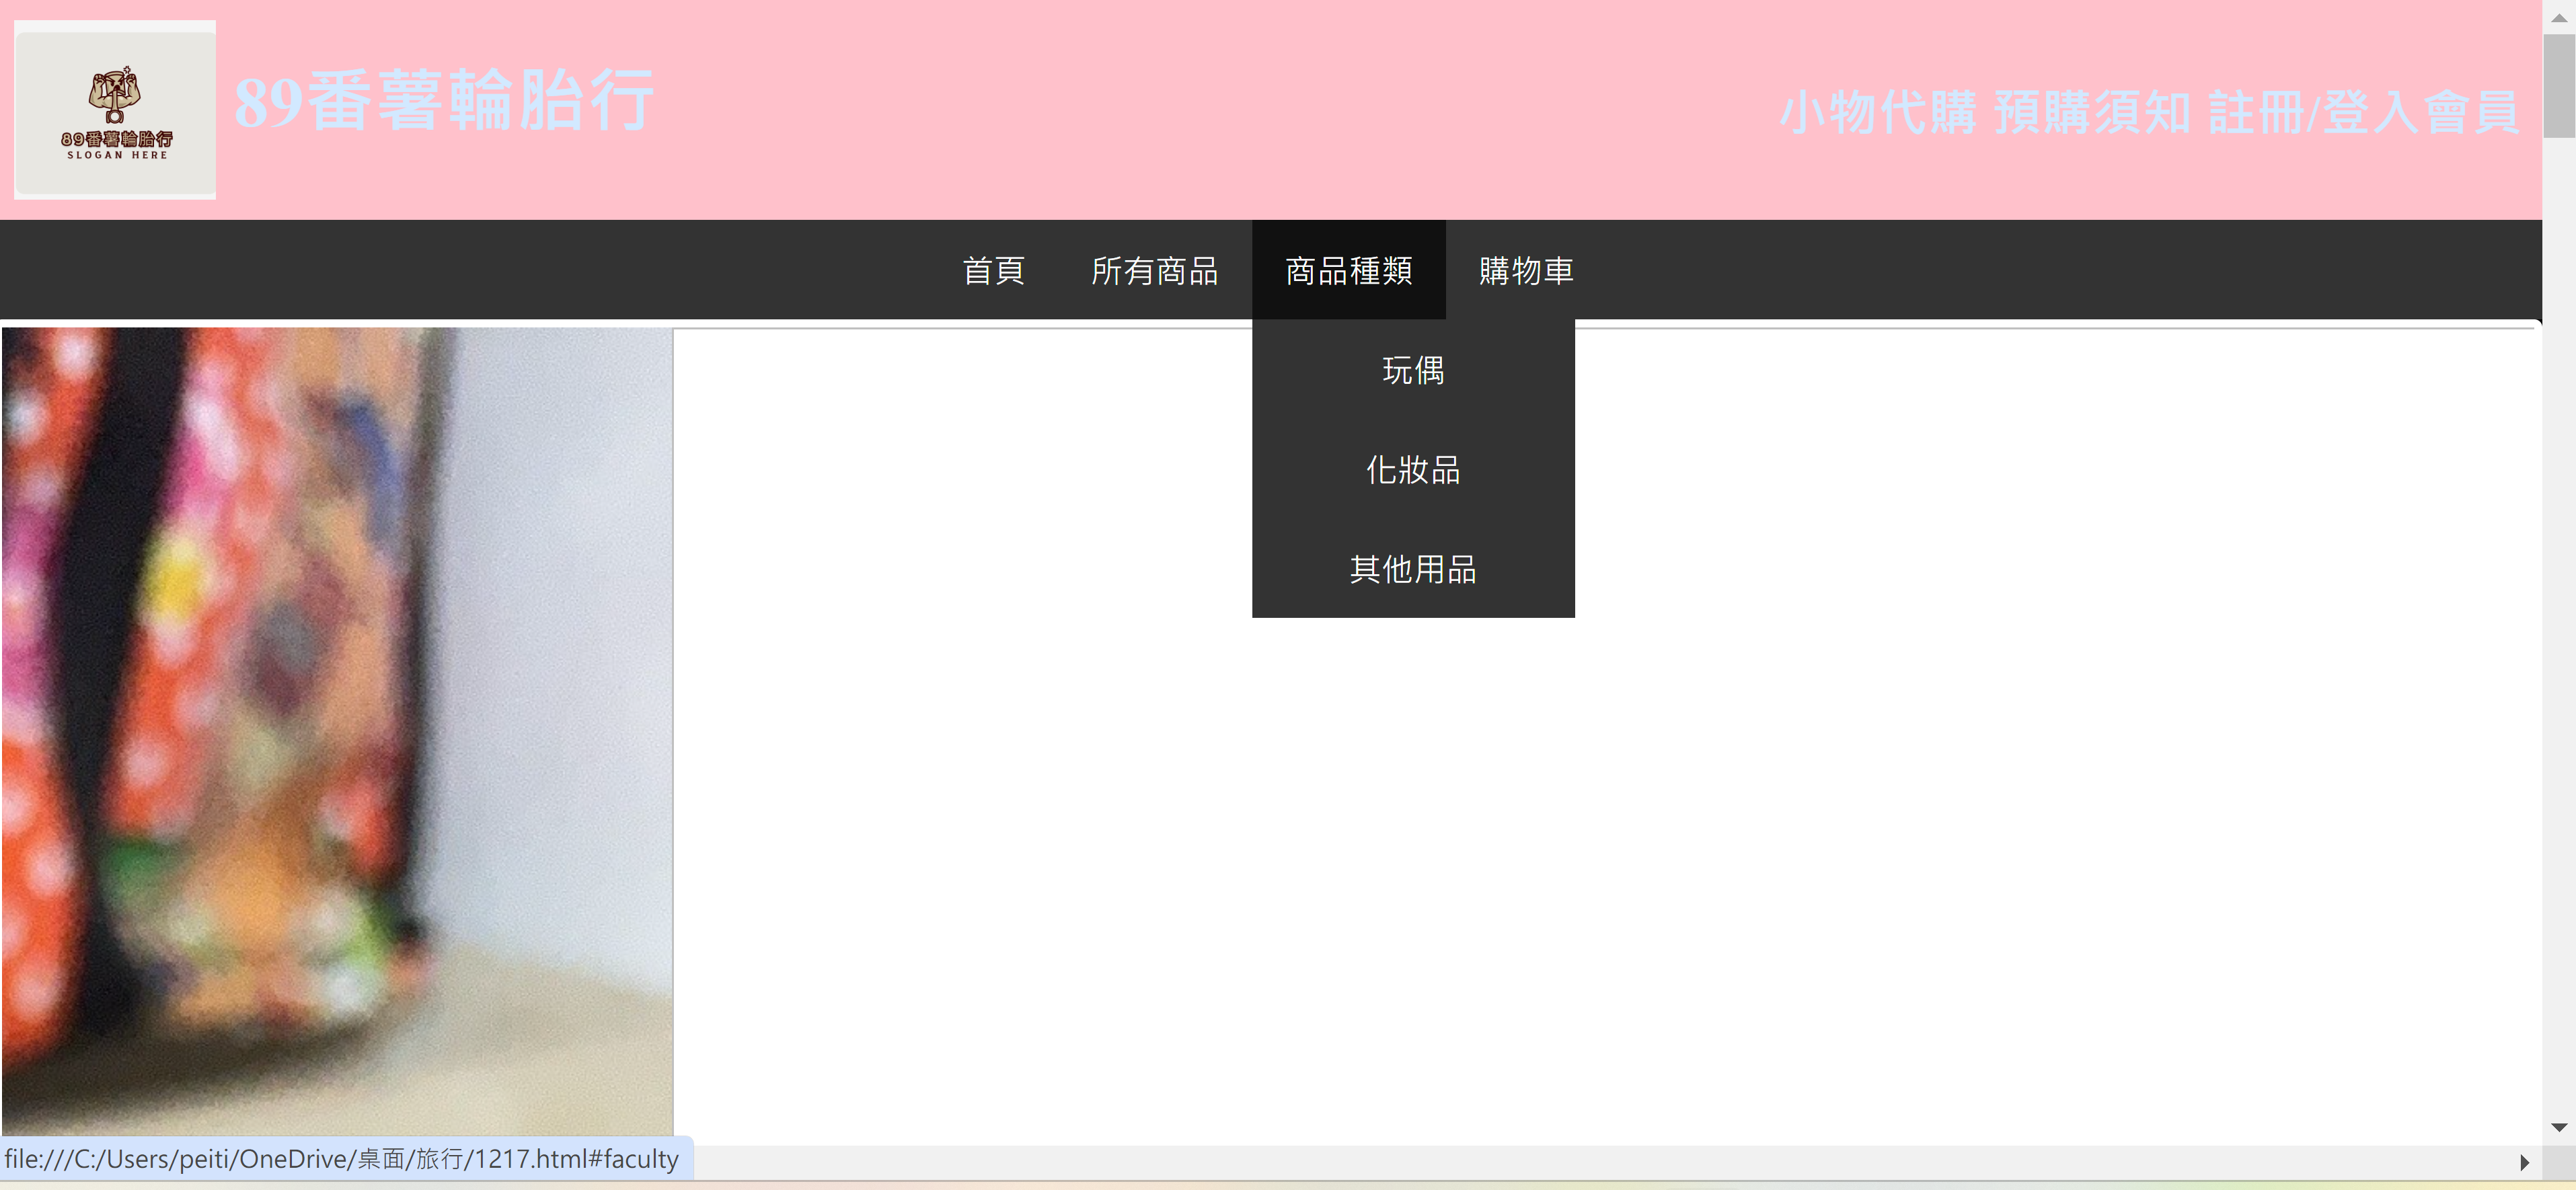 89番薯輪胎行
SLOGAN HERE
89番薯輪胎行
小物代購 預購須知 註冊/登入會員
首頁 所有商品 商品種類 購物車
玩偶
化妝品
其他用品
file:///C:/Users/peiti/OneDrive/桌面/旅行/1217.html#faculty